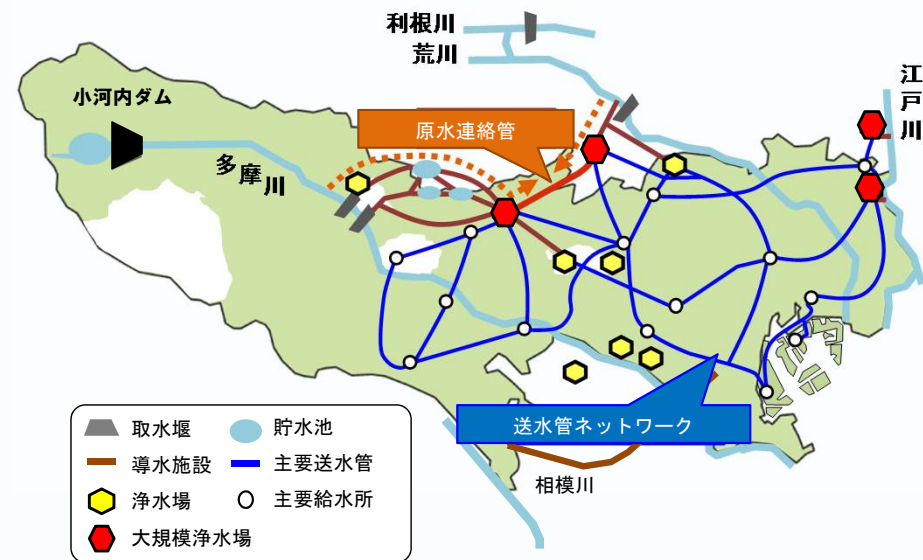 利根川
荒川
江戸川
小河内ダム
原水連絡管
多摩川
送水管ネットワーク
相模川
取水堰
貯水池
導水施設
主要送水管
浄水場
主要給水所
大規模浄水場